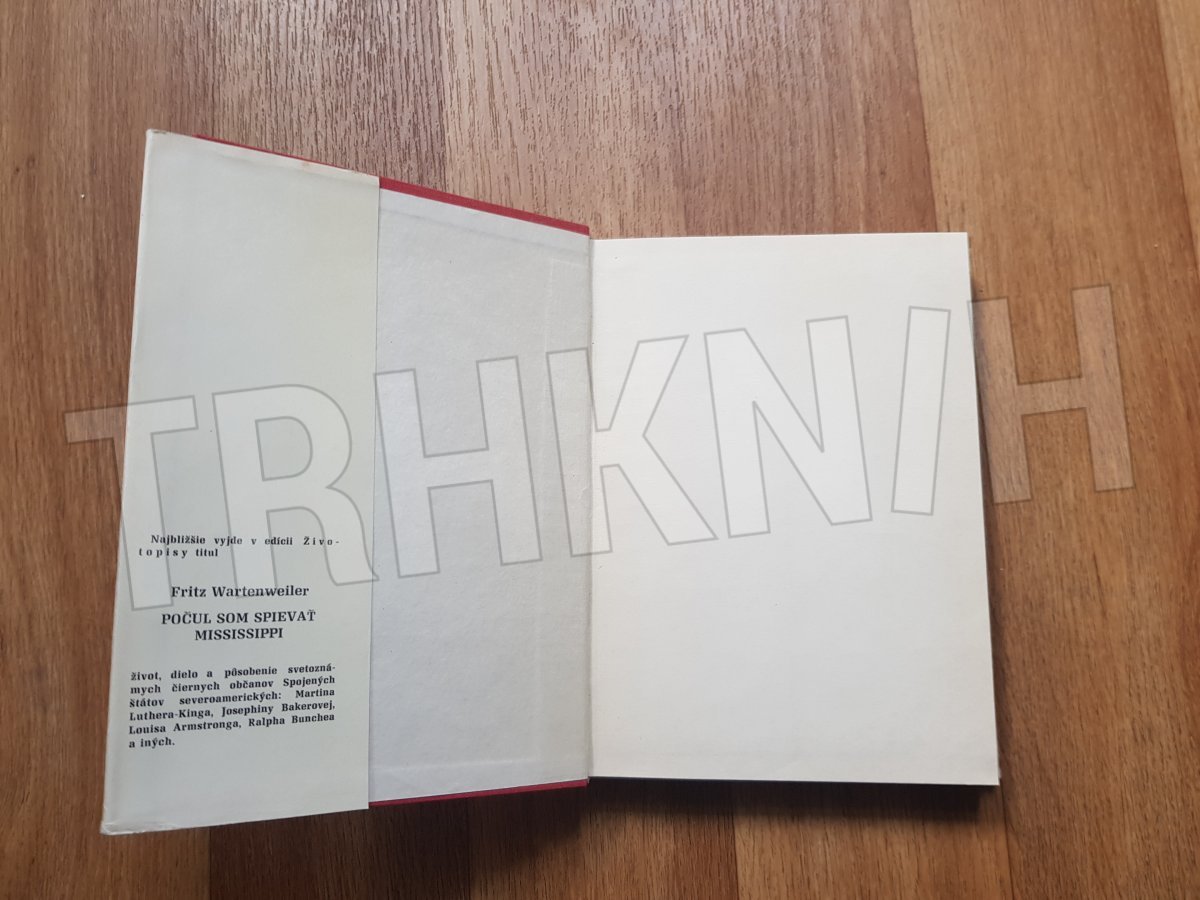 Najbližšie vyjde v edícii Živo-
topisy titul
Fritz Wartenweiler
POČUL SOM SPIEVAŤ
MISSISSIPPI
život, dielo a pôsobenie svetozná-
mych čiernych občanov Spojených
štátov severoamerických: Martina
Luthera-Kinga, Josephiny Bakerovej,
Louisa Armstronga, Ralpha Bunchea
a iných.
TRHKNIH